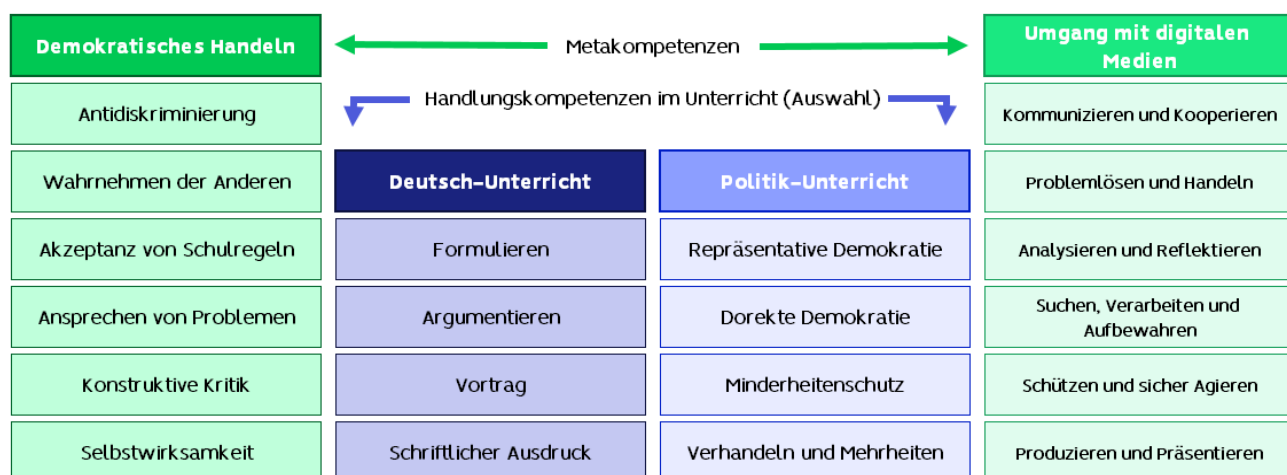 Demokratisches Handeln
Metakompetenzen
Umgang mit digitalen
Medien
Antidiskriminierung
Handlungskompetenzen im Unterricht (Auswahl)
Kommunizieren und Kooperieren
Wahrnehmen der Anderen
Deutsch-Unterricht
Politik-Unterricht
Problemlösen und Handeln
Akzeptanz von Schulregeln
Formulieren
Repräsentative Demokratie
Analysieren und Reflektieren
Ansprechen von Problemen
Argumentieren
Dorekte Demokratie
Suchen, Verarbeiten und
Aufbewahren
Konstruktive Kritik
Vortrag
Minderheitenschutz
Schützen und sicher Agieren
Selbstwirksamkeit
Schriftlicher Ausdruck
Verhandeln und Mehrheiten
Produzieren und Präsentieren